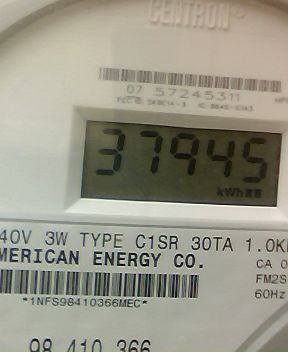 CENTRON®
07 57245311
37945
kWh
40V 3W TYPE C1SR 30TA 1.0K
MERICAN ENERGY CO.
CA 0
FM2S
60Hz
*1NFS98410366MEC*
98 410 366